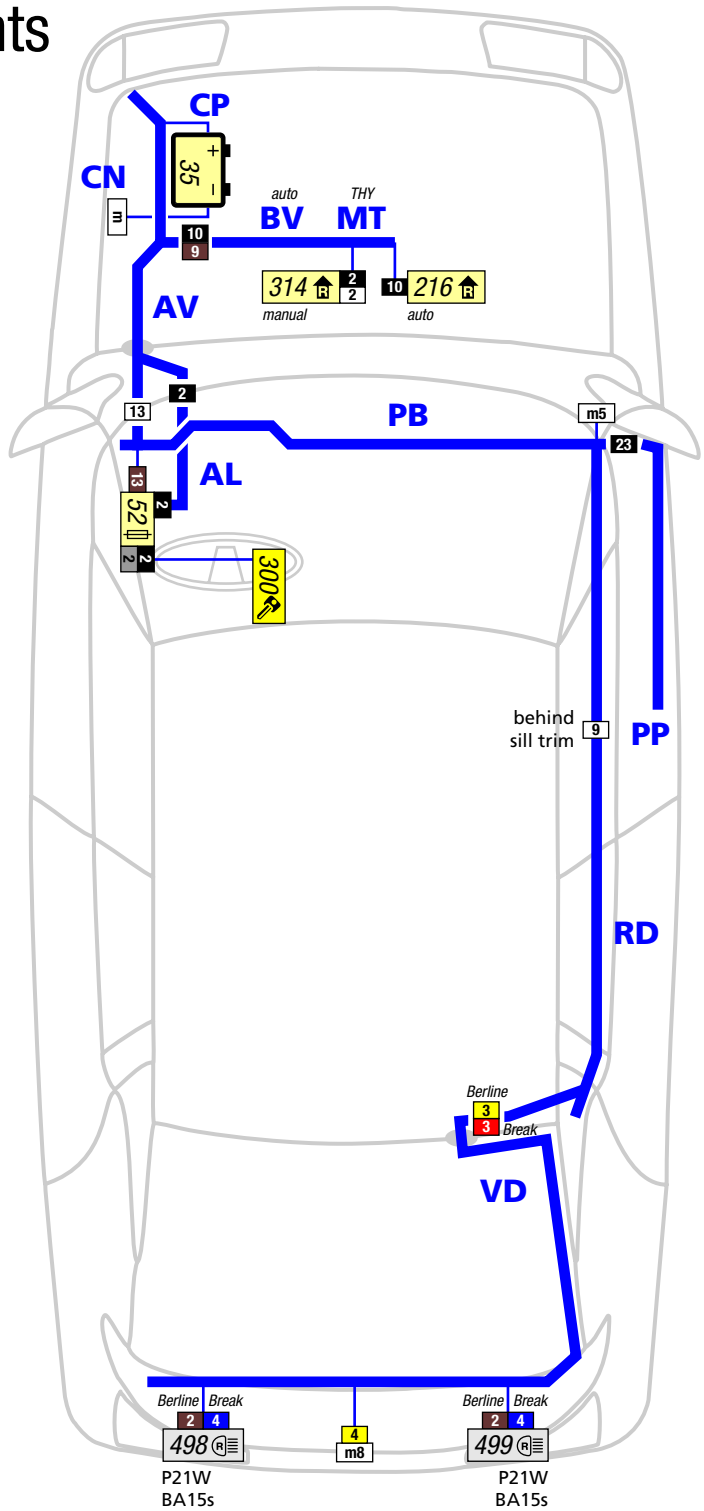 nts
CP
+
35
–
CN
m
auto
THY
BV
MT
10
9
314 R
2
2
10
216 R
manual
auto
AV
2
13
PB
m5
23
13
AL
2
52
2
2
300
behind
sill trim
9
PP
RD
Berline
3
3
Break
VD
Berline
Break
2
4
498 R
P21W
BA15s
4
m8
Berline
Break
2
4
499 R
P21W
BA15s